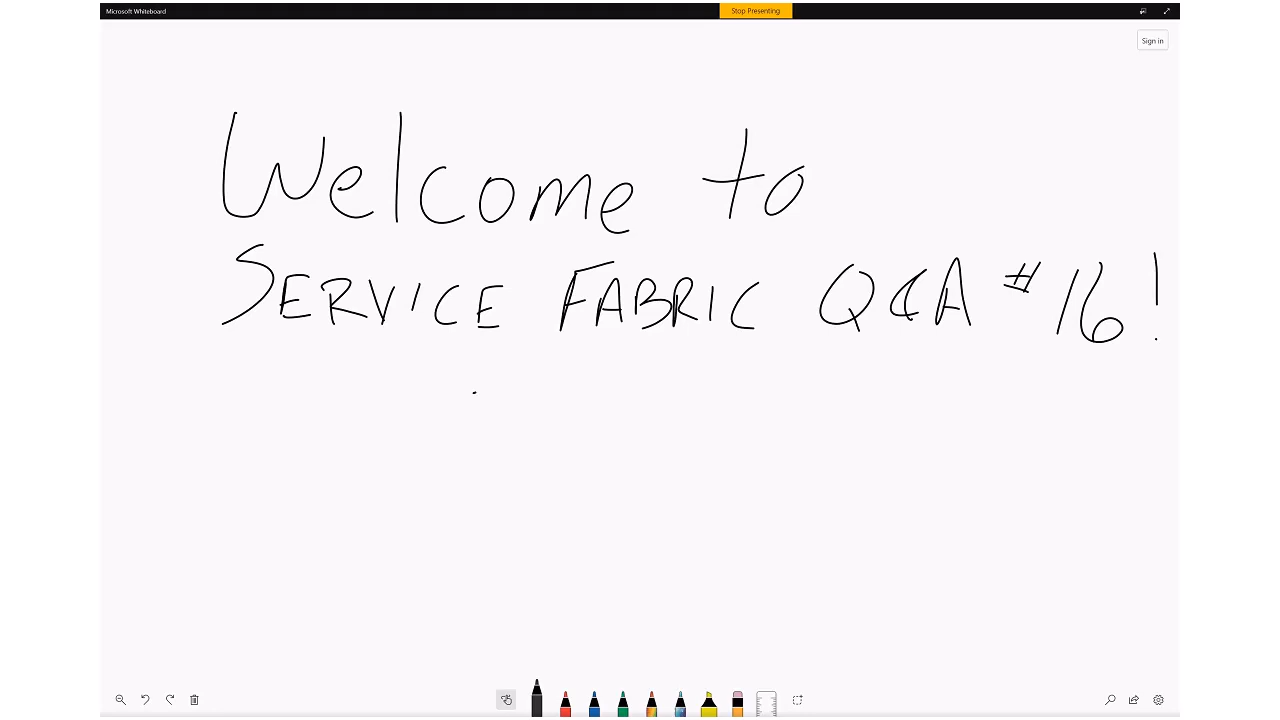 Microsoft Whiteboard
Stop Presenting
Sign in
Welcome to
SERVICE FABRIC Q&A #16!